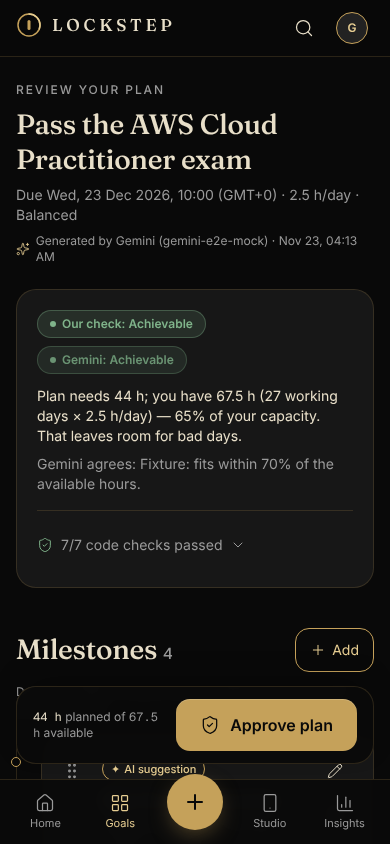 LOCKSTEP
G
REVIEW YOUR PLAN
Pass the AWS Cloud
Practitioner exam
Due Wed, 23 Dec 2026, 10:00 (GMT+0) · 2.5 h/day ·
Balanced
Generated by Gemini (gemini-e2e-mock) · Nov 23, 04:13
AM
Our check: Achievable
Gemini: Achievable
Plan needs 44 h; you have 67.5 h (27 working
days × 2.5 h/day) — 65% of your capacity.
That leaves room for bad days.
Gemini agrees: Fixture: fits within 70% of the
available hours.
7/7 code checks passed
Milestones 4
Add
44 h planned of 67.5
h available
Approve plan
AI suggestion
Home
Goals
Studio
Insights